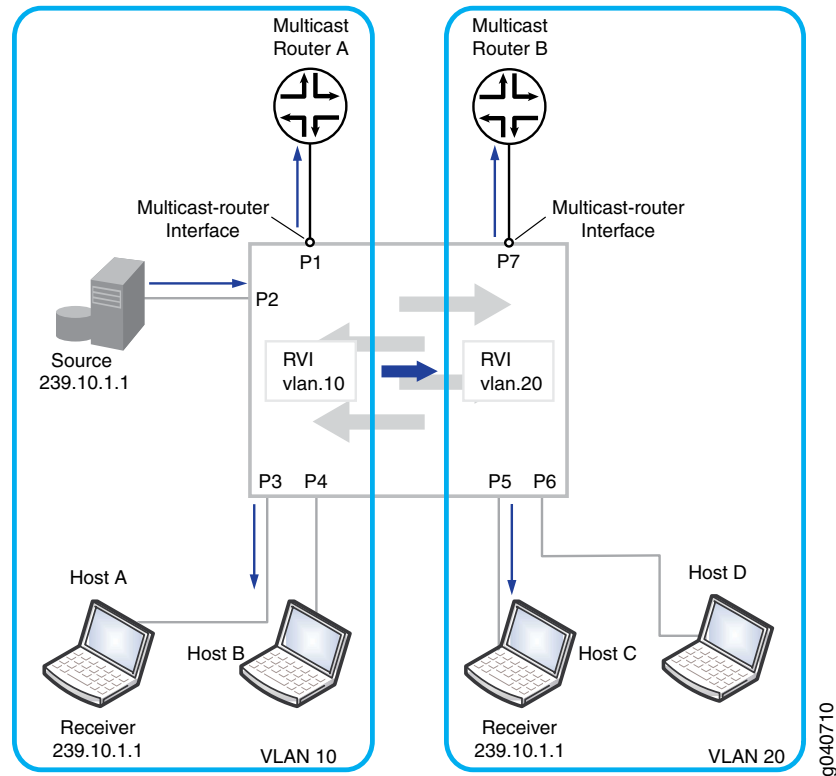 Multicast
Router A
Multicast
Router B
Multicast-router
Interface
Multicast-router
Interface
P1
P7
P2
Source
239.10.1.1
RVI
vlan.10
RVI
vlan.20
P3
P4
P5
P6
Host A
Host B
Host C
Host D
Receiver
239.10.1.1
VLAN 10
Receiver
239.10.1.1
VLAN 20
g040710